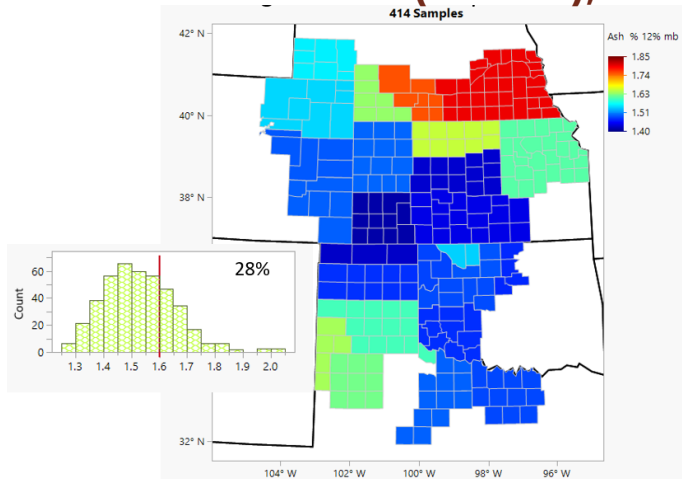 414 Samples
42° N
40° N
38° N
32° N
104° W
102° W
100° W
98° W
96° W
Ash % 12% mb
1.85
1.74
1.63
1.51
1.40
28%
Count
60
40
20
0
1.3
1.4
1.5
1.6
1.7
1.8
1.9
2.0